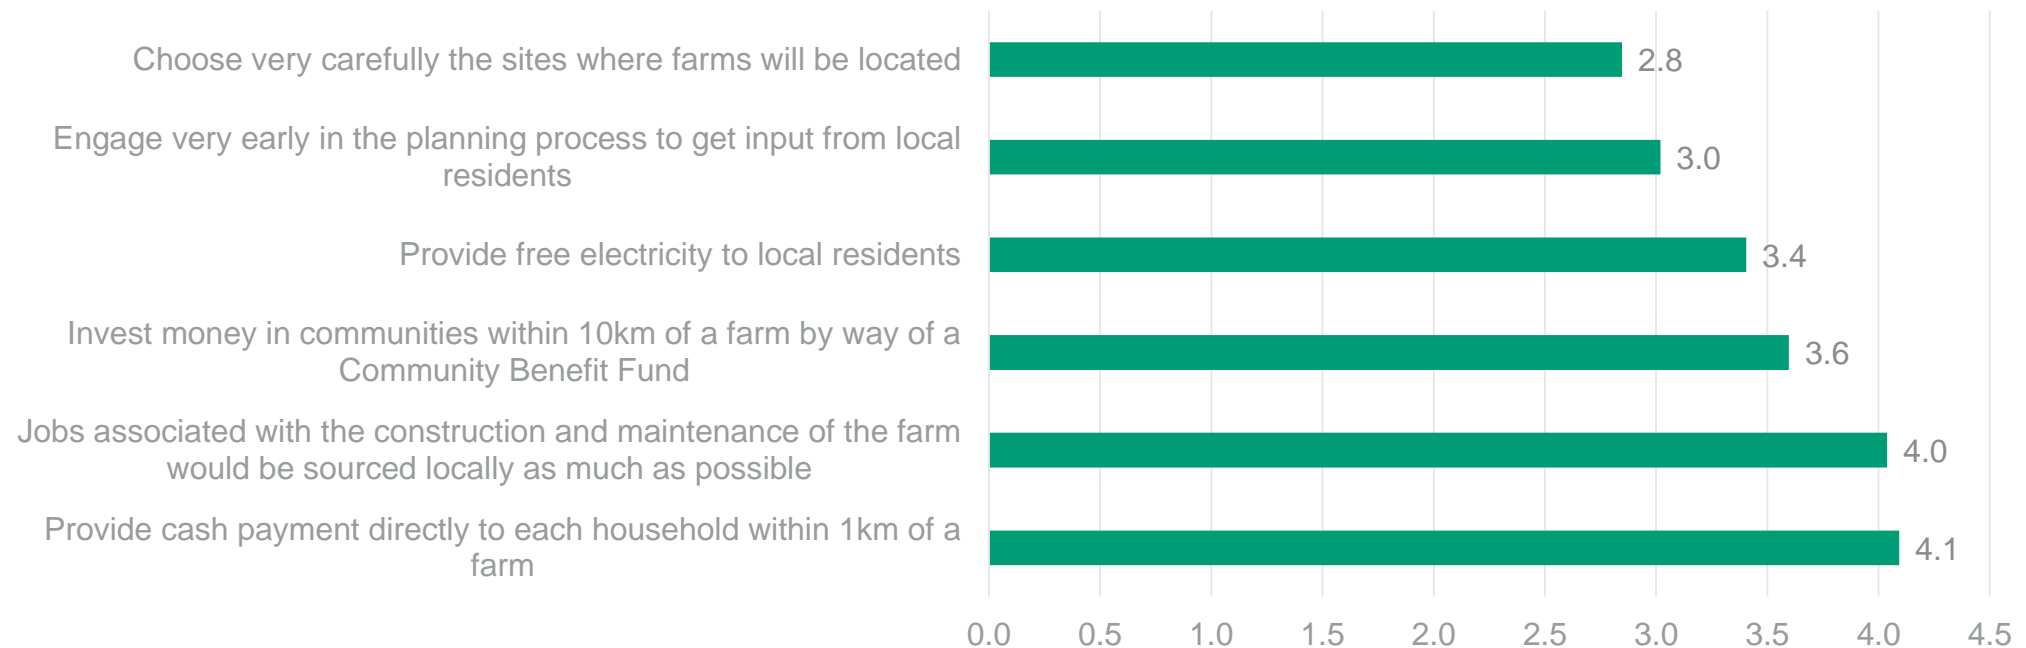 Choose very carefully the sites where farms will be located
2.8
Engage very early in the planning process to get input from local
residents
3.0
Provide free electricity to local residents
3.4
Invest money in communities within 10km of a farm by way of a
Community Benefit Fund
3.6
Jobs associated with the construction and maintenance of the farm
would be sourced locally as much as possible
4.0
Provide cash payment directly to each household within 1km of a
farm
4.1
0.0 0.5 1.0 1.5 2.0 2.5 3.0 3.5 4.0 4.5